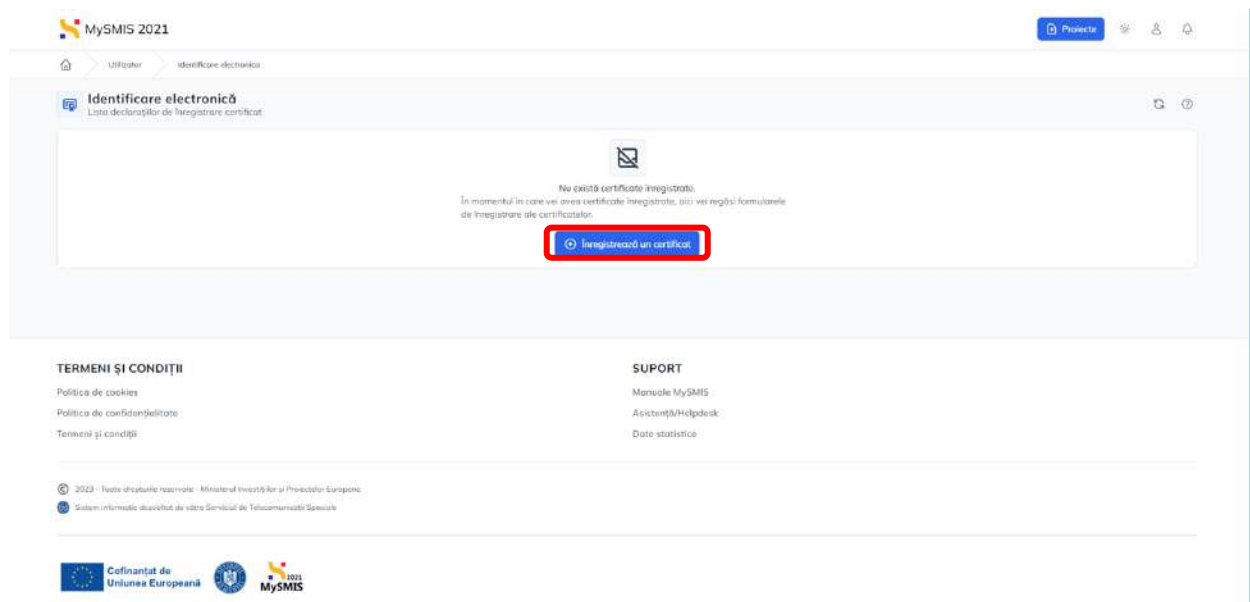 MySMIS 2021
Proiecte
Utilizator
Identificare electronica
Identificare electronică
Lista declarațiilor de înregistrare certificat
Nu există certificate înregistrate.
În momentul în care vei avea certificate înregistrate, aici vei regăsi formularele
de înregistrare ale certificatelor.
Înregistrează un certificat
TERMENI ȘI CONDIȚII
SUPORT
Politica de cookies
Manuale MySMIS
Politica de confidențialitate
Asistență/Helpdesk
Termeni și condiții
Date statistice
2023 - Toate drepturile rezervate - Ministerul Investițiilor și Proiectelor Europene
Sistem informatic dezvoltat de către Serviciul de Telecomunicații Speciale
Cofinanțat de
Uniunea Europeană
2021
MySMIS